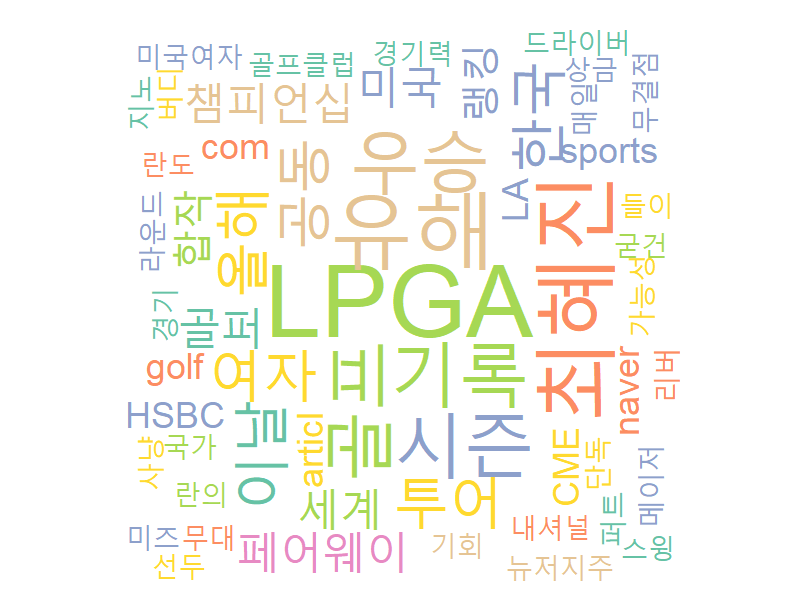 미국여자
골프클럽
경기력
드라이버
지노
버디
챔피언십
미국
랭킹
한국
상금
매일
무결점
란도
com
공동
우승
sports
LA
들이
라운드
합작
올해
유해
최혜진
굳건
가능성
경기
골퍼
LPGA
golf
여자
비기록
naver
리버
HSBC
이날
articl
골
시즌
CME
단독
사냥
국가
란의
세계
투어
퍼트
메이저
미즈
무대
페어웨이
기회
내셔널
스윙
선두
뉴저지주